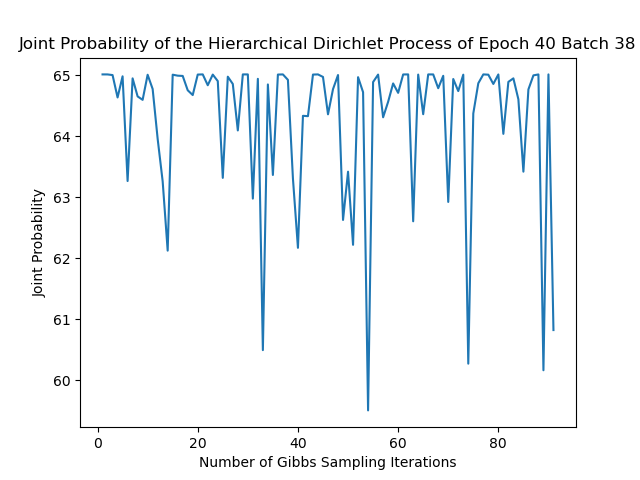 Joint Probability of the Hierarchical Dirichlet Process of Epoch 40 Batch 38
65
64
63
62
61
60
Joint Probability
0 20 40 60 80
Number of Gibbs Sampling Iterations